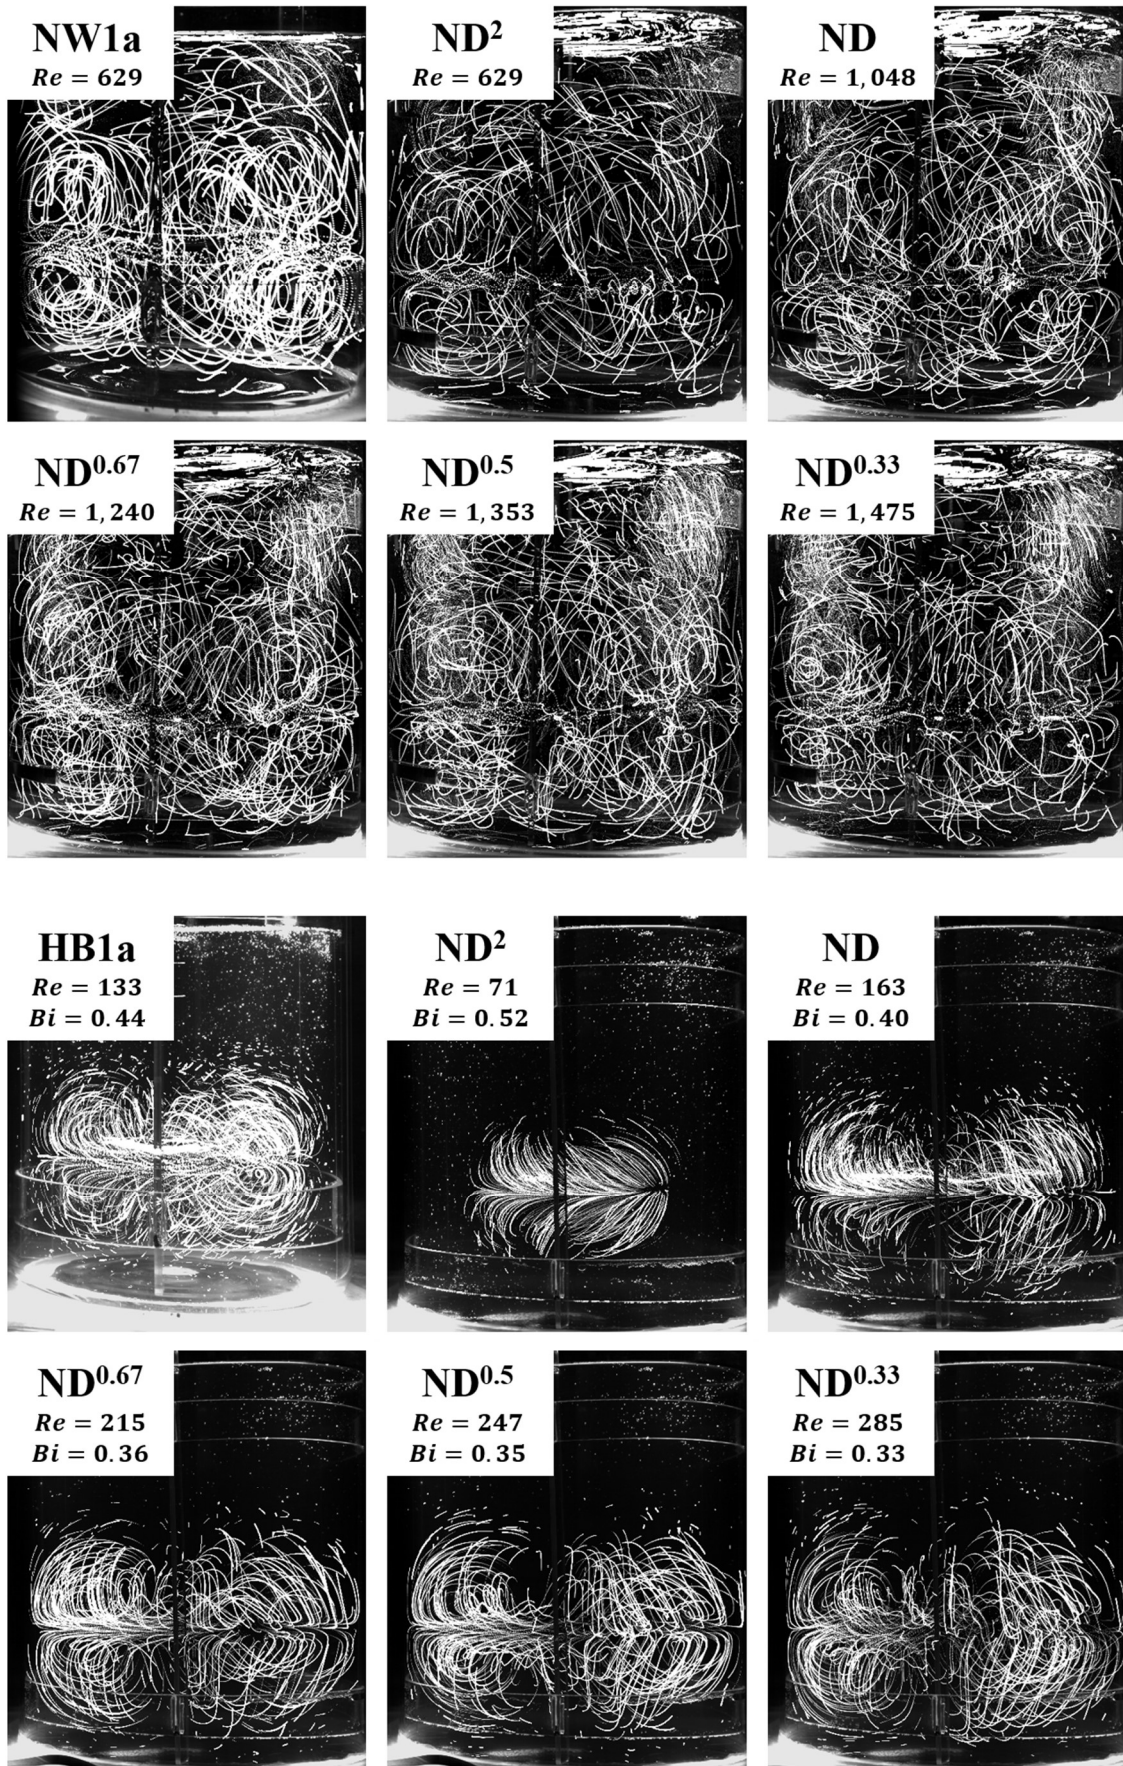 NW1a
Re = 629
ND²
Re = 629
ND
Re = 1,048
ND⁰·⁶⁷
Re = 1,240
ND⁰·⁵
Re = 1,353
ND⁰·³³
Re = 1,475
HB1a
Re = 133
Bi = 0.44
ND²
Re = 71
Bi = 0.52
ND
Re = 163
Bi = 0.40
ND⁰·⁶⁷
Re = 215
Bi = 0.36
ND⁰·⁵
Re = 247
Bi = 0.35
ND⁰·³³
Re = 285
Bi = 0.33